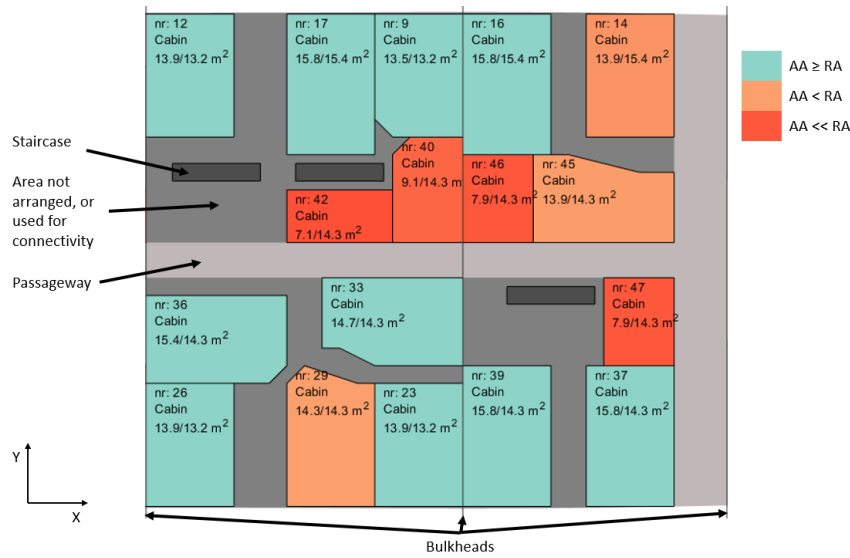 nr: 12
Cabin
13.9/13.2 m²
nr: 17
Cabin
15.8/15.4 m²
nr: 9
Cabin
13.5/13.2 m²
nr: 16
Cabin
15.8/15.4 m²
nr: 14
Cabin
13.9/15.4 m²
AA ≥ RA
AA < RA
AA << RA
Staircase
Area not
arranged, or
used for
connectivity
Passageway
nr: 40
Cabin
9.1/14.3 m
nr: 46
Cabin
7.9/14.3 m²
nr: 45
Cabin
13.9/14.3 m²
nr: 42
Cabin
7.1/14.3 m²
nr: 36
Cabin
15.4/14.3 m²
nr: 33
Cabin
14.7/14.3 m²
nr: 47
Cabin
7.9/14.3 m²
nr: 26
Cabin
13.9/13.2 m²
nr: 29
Cabin
14.3/14.3 m²
nr: 23
Cabin
13.9/13.2 m²
nr: 39
Cabin
15.8/14.3 m²
nr: 37
Cabin
15.8/14.3 m²
Y
X
Bulkheads